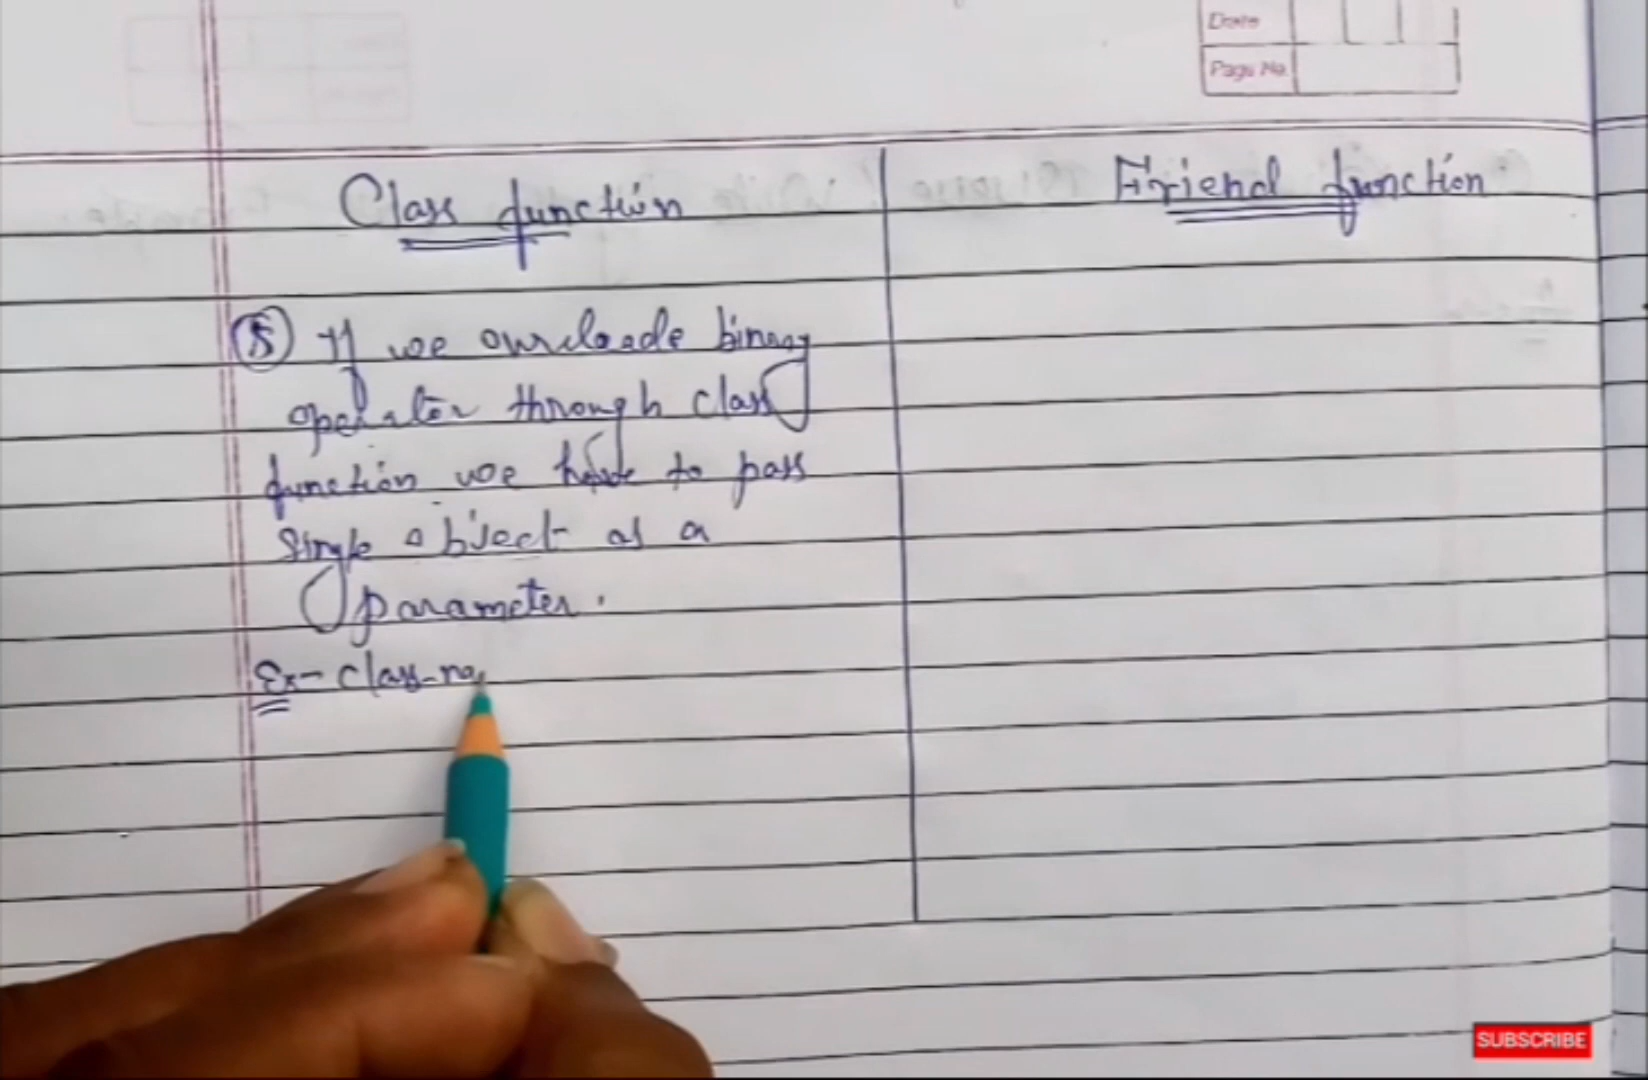 Date
Page No.
Class function
Friend function
(5) If we overloade binary
operator through class
function we have to pass
Single object as a
parameter.
Ex- Class-na
SUBSCRIBE